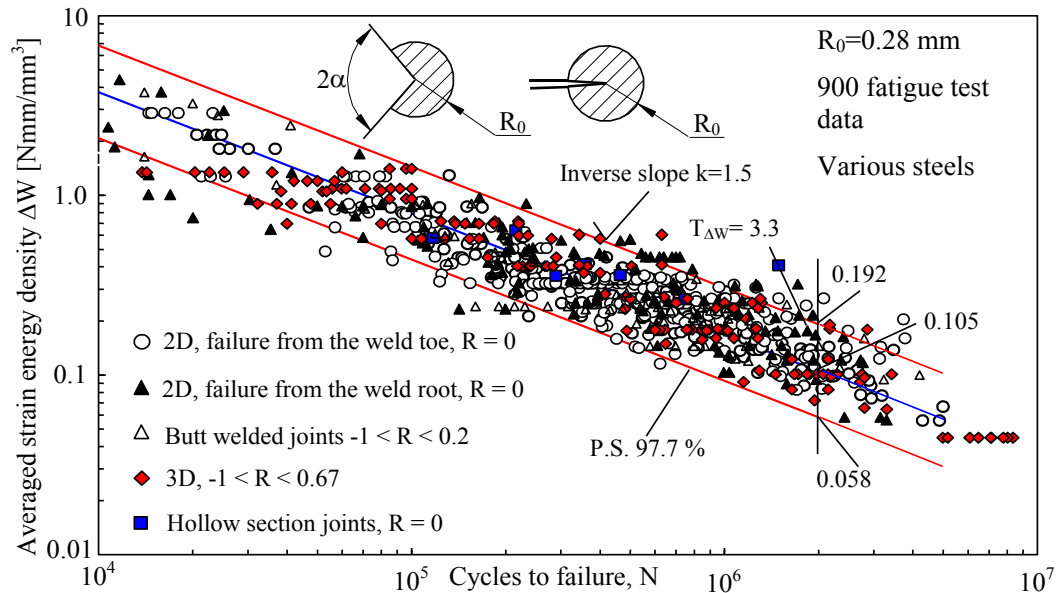 Averaged strain energy density ΔW [Nmm/mm³]
10
1.0
0.1
0.01
2α
R₀
R₀
R₀=0.28 mm
900 fatigue test
data
Various steels
Inverse slope k=1.5
T_ΔW= 3.3
0.192
0.105
0.058
P.S. 97.7 %
2D, failure from the weld toe, R = 0
2D, failure from the weld root, R = 0
Butt welded joints -1 < R < 0.2
3D, -1 < R < 0.67
Hollow section joints, R = 0
10⁴
10⁵
10⁶
10⁷
Cycles to failure, N